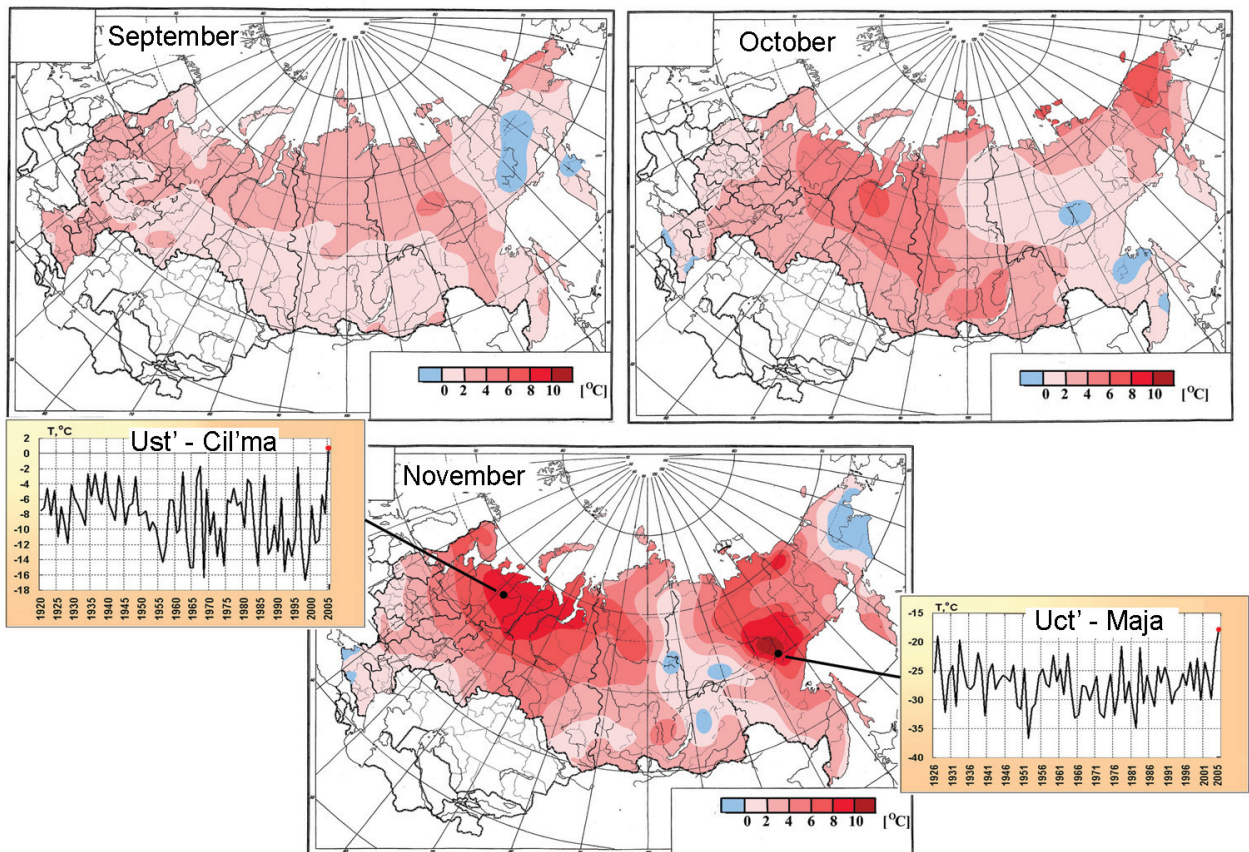 September
0 2 4 6 8 10 [°C]
October
0 2 4 6 8 10 [°C]
T,°C
Ust' - Cil'ma
2
0
-2
-4
-6
-8
-10
-12
-14
-16
-18
1920 1925 1930 1935 1940 1945 1950 1955 1960 1965 1970 1975 1980 1985 1990 1995 2000 2005
November
0 2 4 6 8 10 [°C]
T,°C
Uct' - Maja
-15
-20
-25
-30
-35
-40
1926 1931 1936 1941 1946 1951 1956 1961 1966 1971 1976 1981 1986 1991 1996 2001 2005